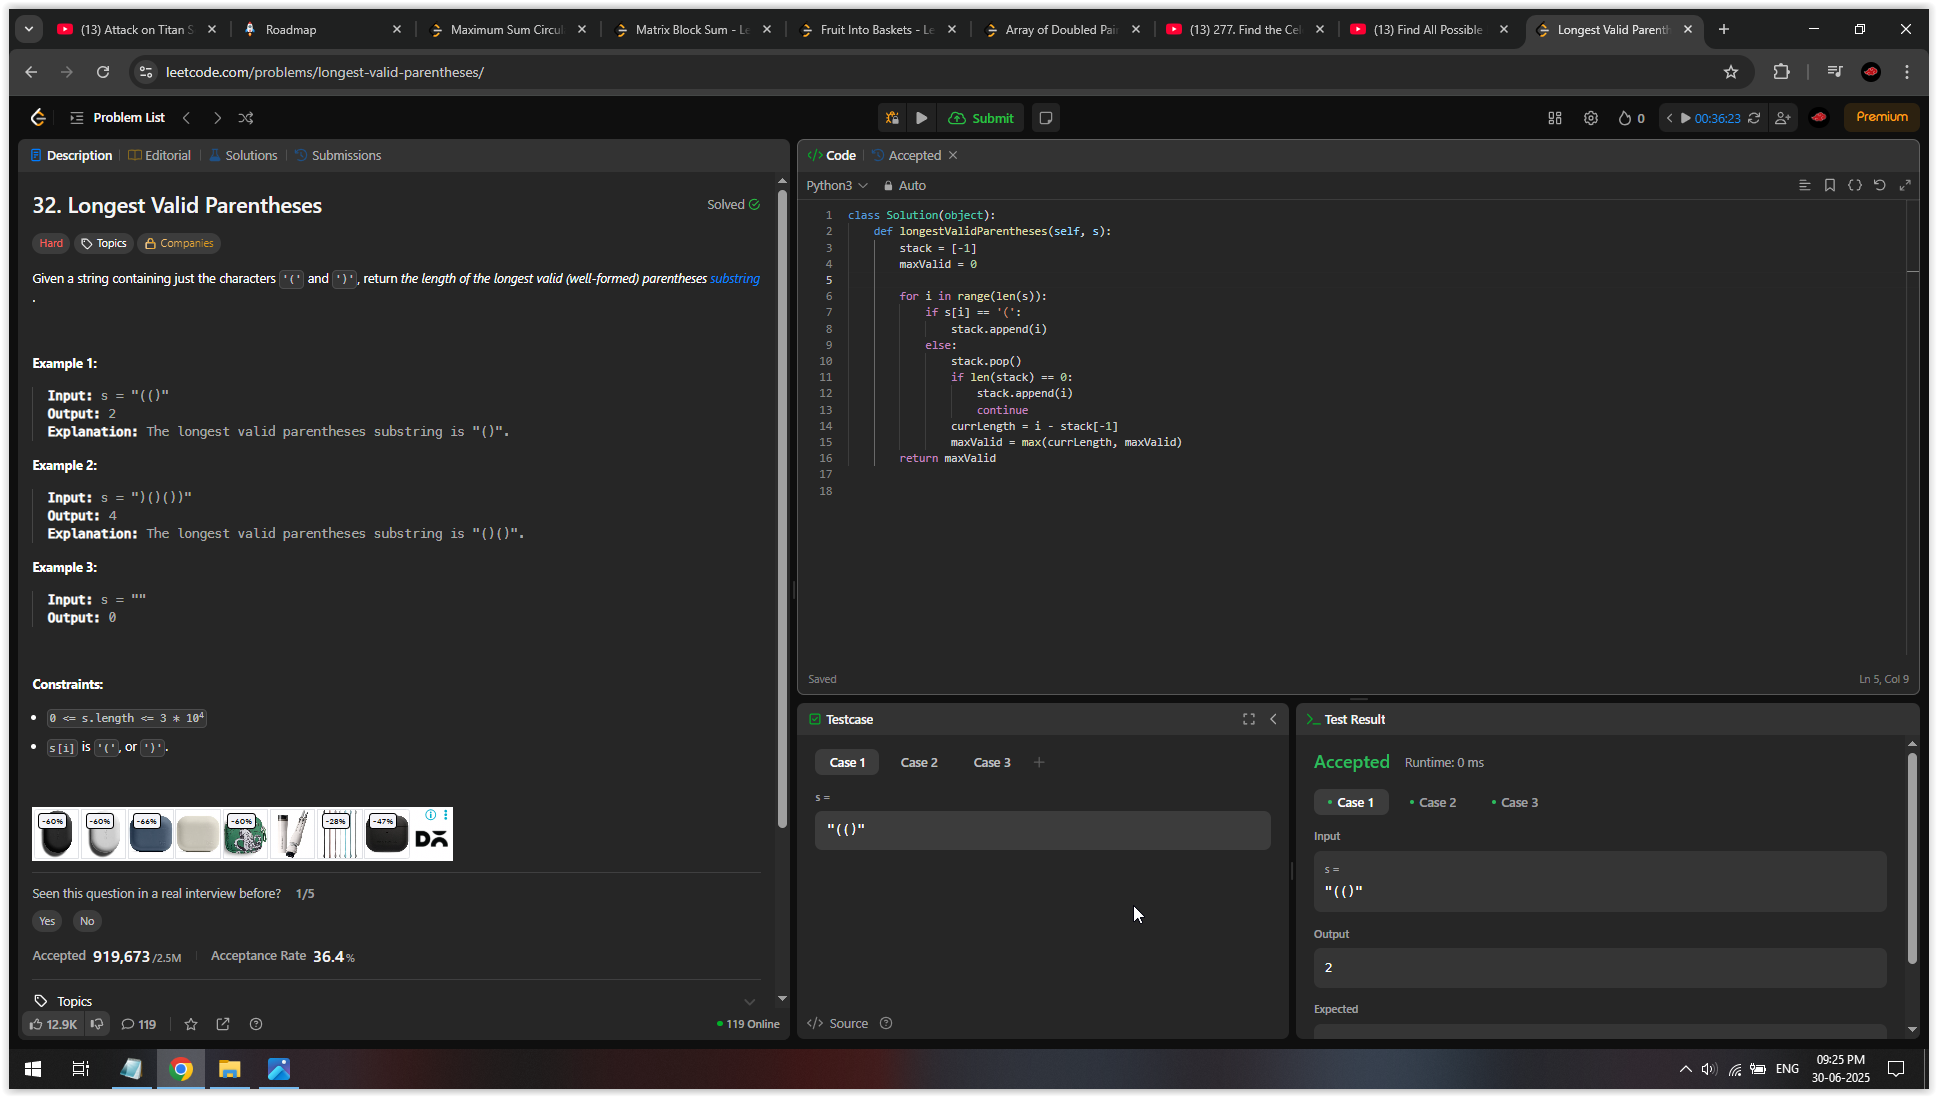 (13) Attack on Titan S
Roadmap
Maximum Sum Circul
Matrix Block Sum - Le
Fruit Into Baskets - Le
Array of Doubled Pair
(13) 277. Find the Cel
(13) Find All Possible
Longest Valid Parenth
leetcode.com/problems/longest-valid-parentheses/
Problem List
Submit
0
00:36:23
Premium
Description
Editorial
Solutions
Submissions
32. Longest Valid Parentheses
Solved
Hard
Topics
Companies
Given a string containing just the characters '(' and ')', return the length of the longest valid (well-formed) parentheses substring
.
Example 1:
Input: s = "(()"
Output: 2
Explanation: The longest valid parentheses substring is "()".
Example 2:
Input: s = ")()())"
Output: 4
Explanation: The longest valid parentheses substring is "()()".
Example 3:
Input: s = ""
Output: 0
Constraints:
0 <= s.length <= 3 * 10⁴
s[i] is '(', or ')'.
-60%
-60%
-66%
-60%
-28%
-47%
DX
Seen this question in a real interview before? 1/5
Yes
No
Accepted 919,673/2.5M
Acceptance Rate 36.4%
Topics
12.9K
119
119 Online
</> Code
Accepted
Python3
Auto
1 class Solution(object):
2 def longestValidParentheses(self, s):
3 stack = [-1]
4 maxValid = 0
5
6 for i in range(len(s)):
7 if s[i] == '(':
8 stack.append(i)
9 else:
10 stack.pop()
11 if len(stack) == 0:
12 stack.append(i)
13 continue
14 currLength = i - stack[-1]
15 maxValid = max(currLength, maxValid)
16 return maxValid
17
18
Saved
Ln 5, Col 9
Testcase
Case 1
Case 2
Case 3
s =
"(()"
</> Source
Test Result
Accepted
Runtime: 0 ms
Case 1
Case 2
Case 3
Input
s =
"(()"
Output
2
Expected
ENG
09:25 PM
30-06-2025